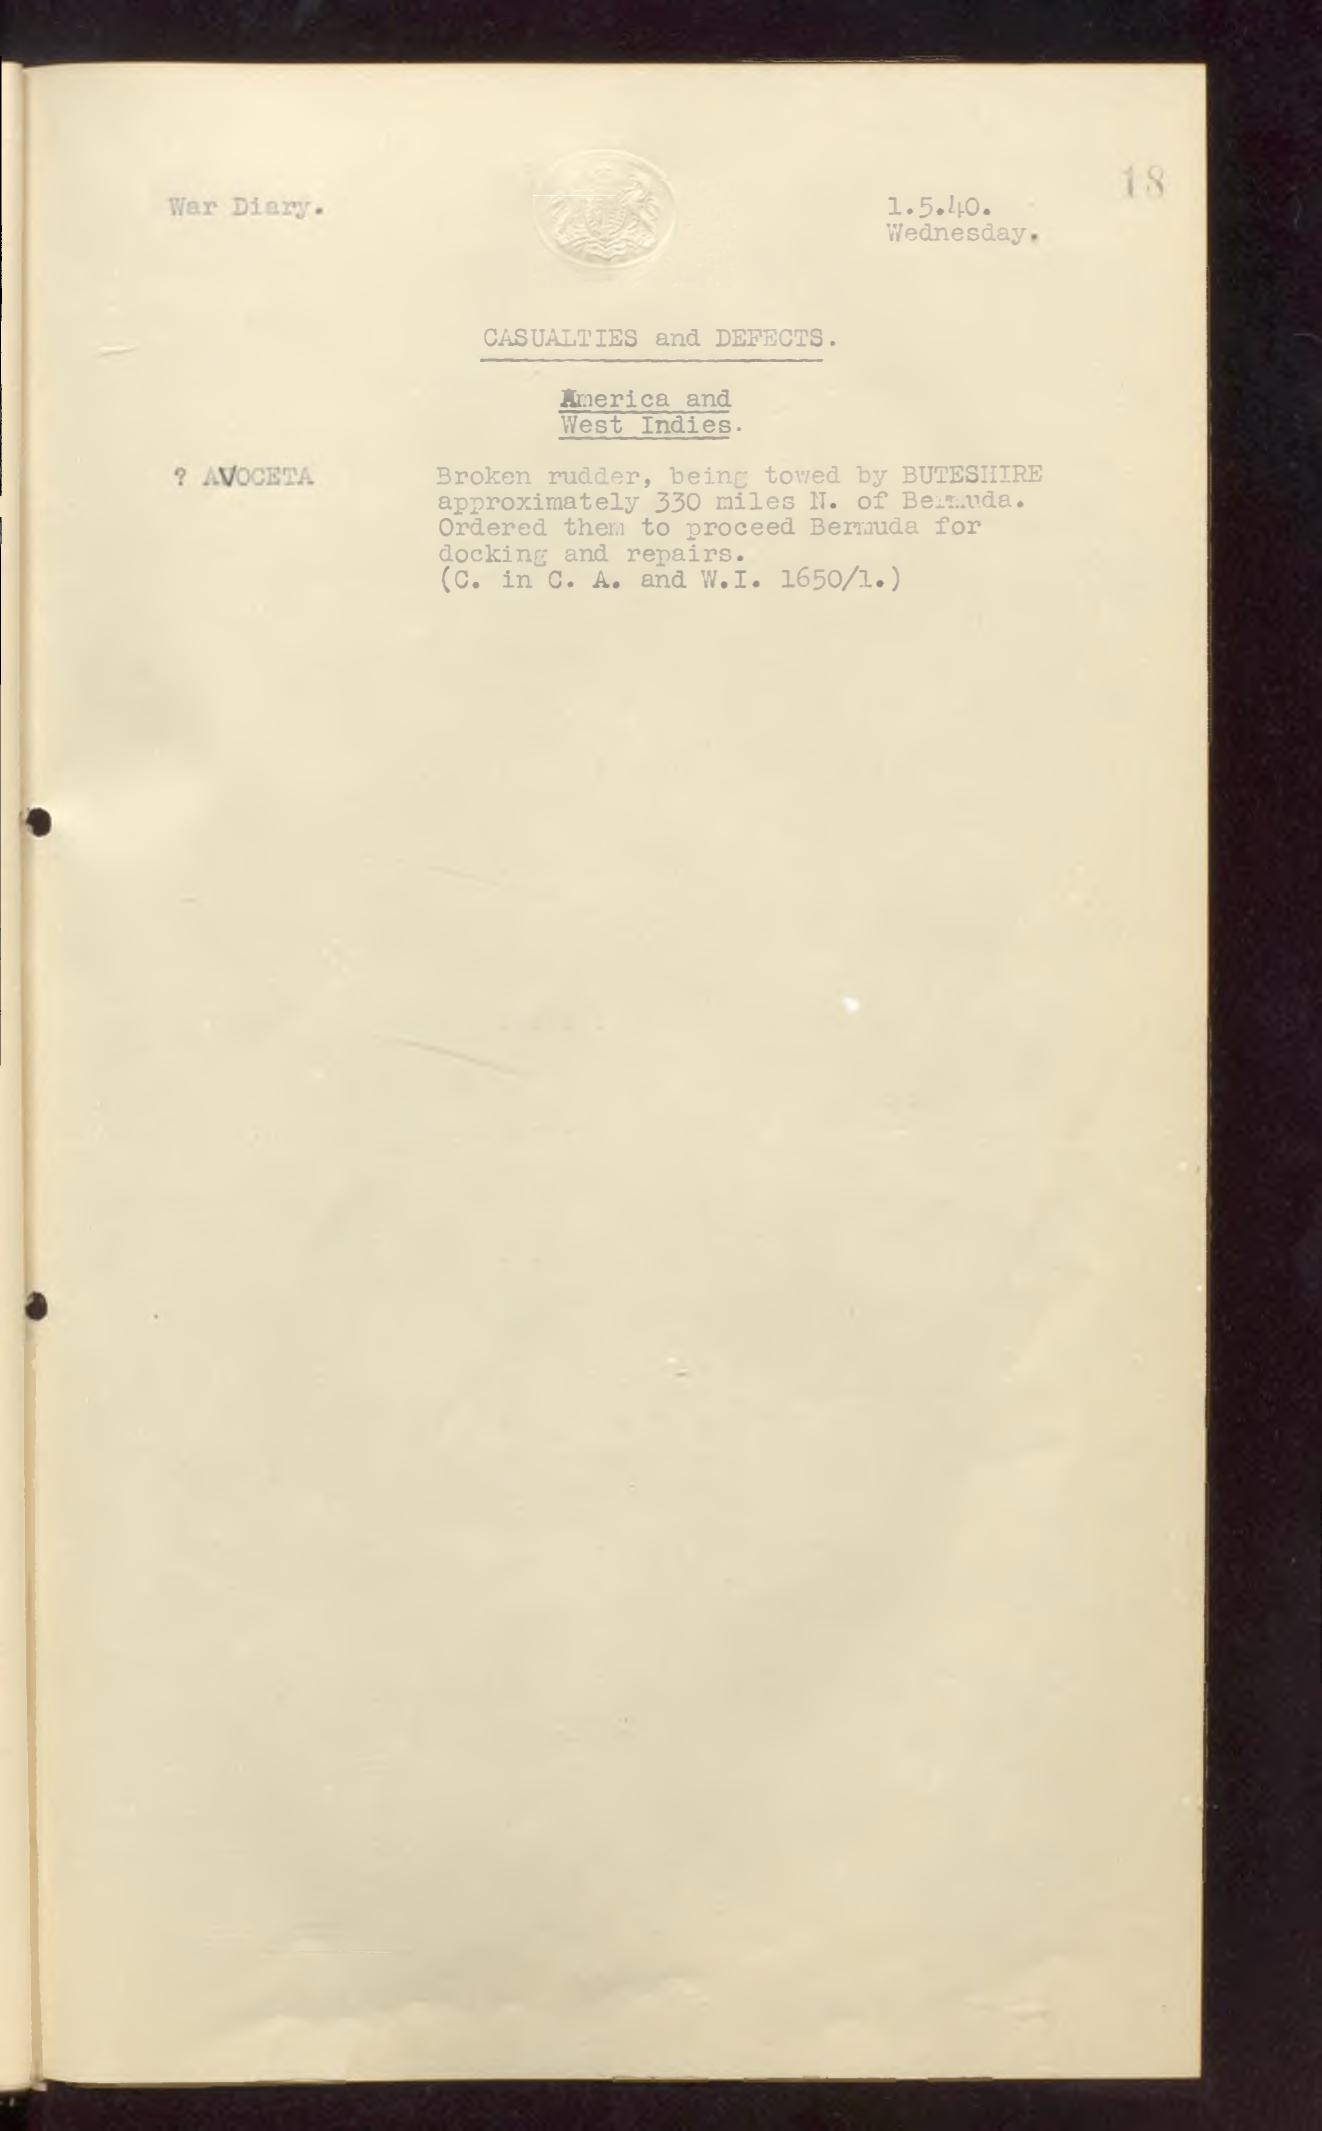 18
War Diary.
1.5.40.
Wednesday.
CASUALTIES and DEFECTS.
America and
West Indies.
? AVOCETA
Broken rudder, being towed by BUTESHIRE
approximately 330 miles N. of Bermuda.
Ordered them to proceed Bermuda for
docking and repairs.
(C. in C. A. and W.I. 1650/1.)